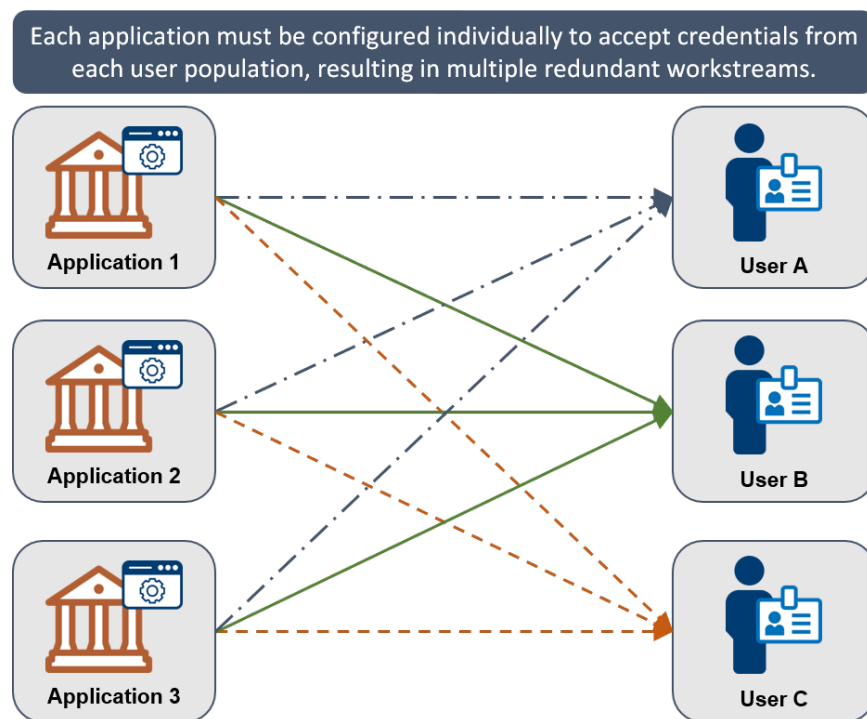 Each application must be configured individually to accept credentials from
each user population, resulting in multiple redundant workstreams.
Application 1
User A
Application 2
User B
Application 3
User C